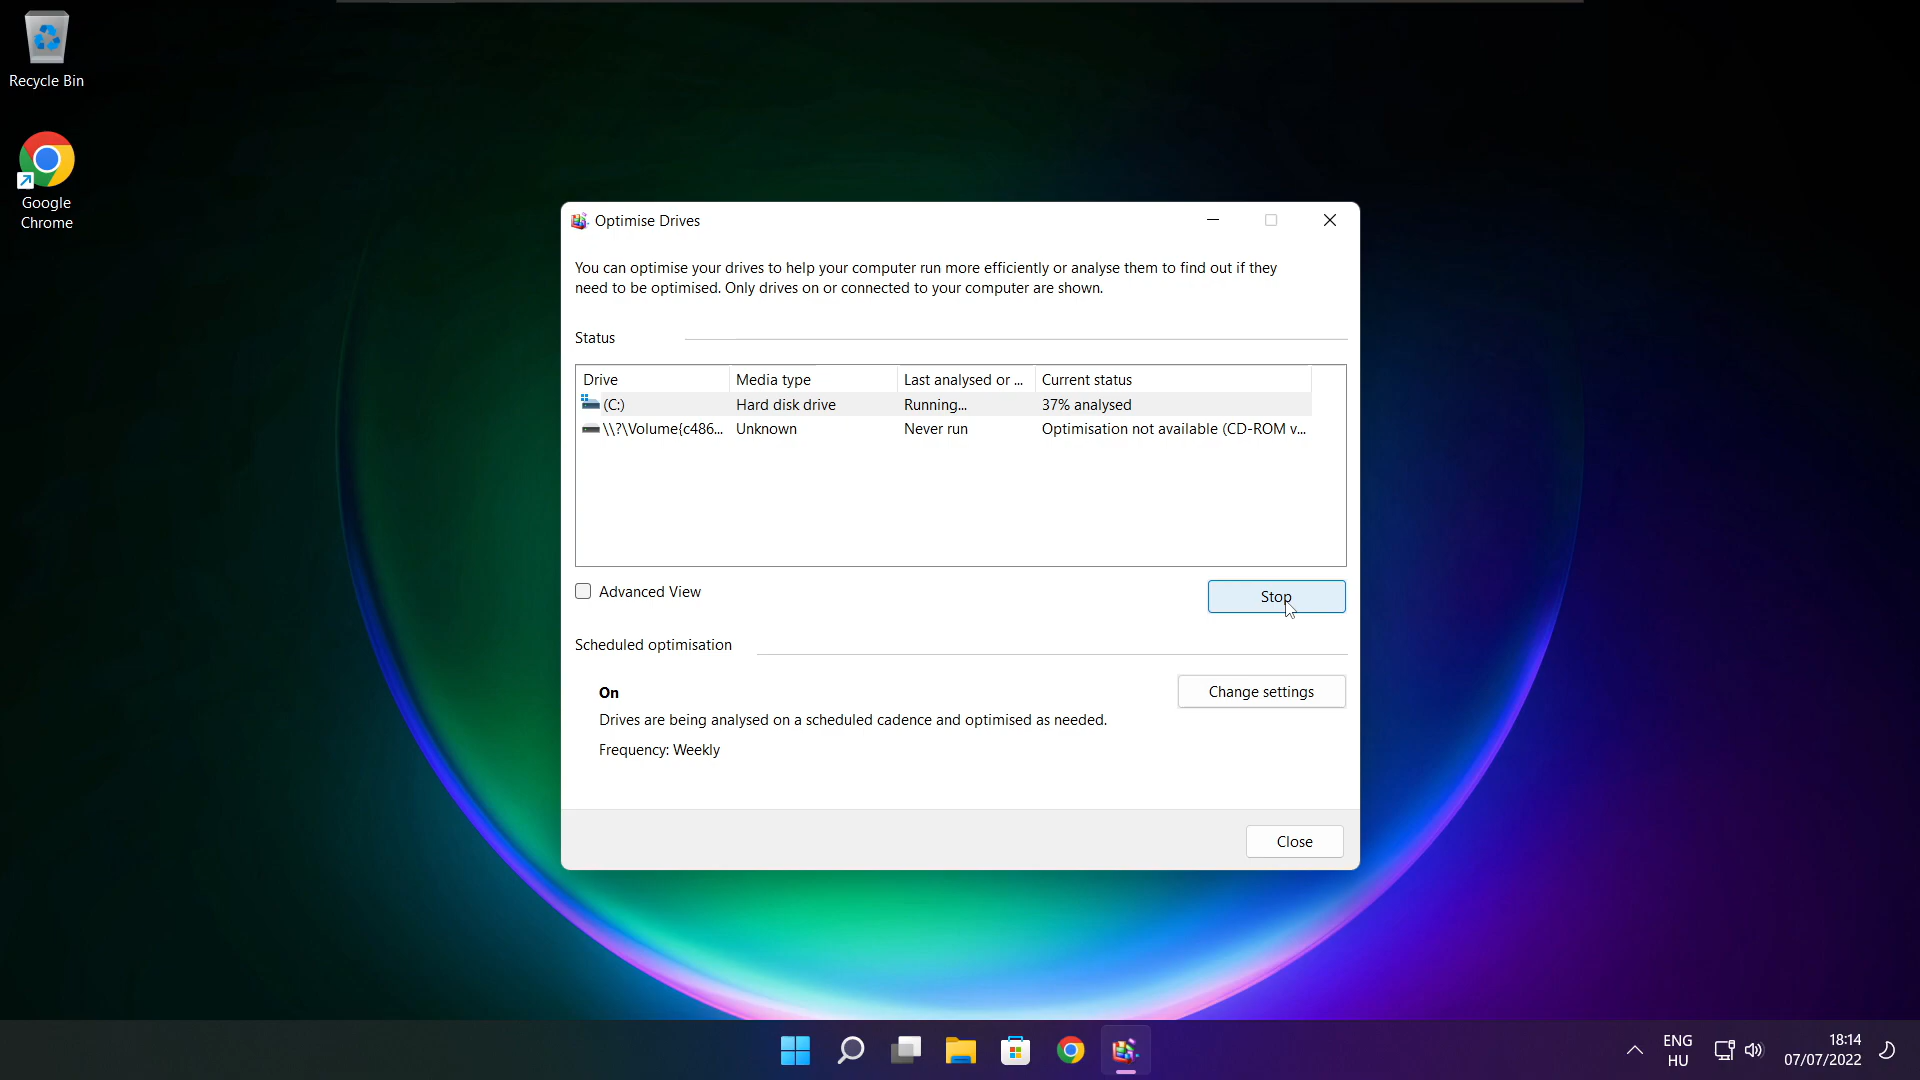 Recycle Bin
Google
Chrome
Optimise Drives
You can optimise your drives to help your computer run more efficiently or analyse them to find out if they
need to be optimised. Only drives on or connected to your computer are shown.
Status
Drive Media type Last analysed or ... Current status
(C:) Hard disk drive Running... 37% analysed
\\?\Volume{c486... Unknown Never run Optimisation not available (CD-ROM v...
Advanced View
Stop
Scheduled optimisation
On
Change settings
Drives are being analysed on a scheduled cadence and optimised as needed.
Frequency: Weekly
Close
ENG
HU
18:14
07/07/2022